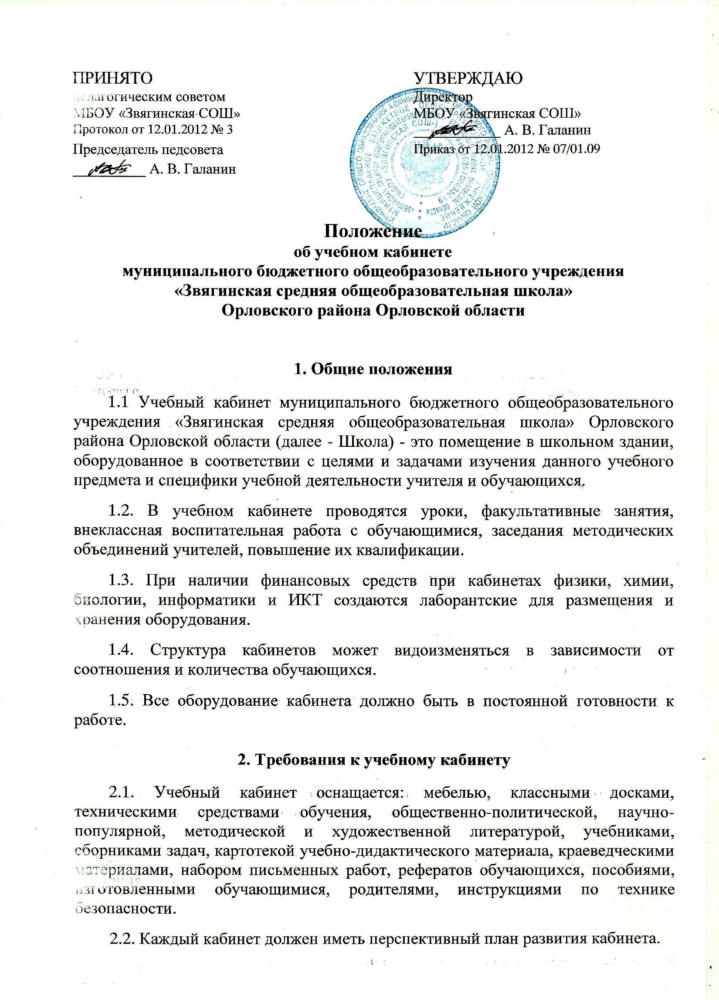 ПРИНЯТО
педагогическим советом
МБОУ «Звягинская СОШ»
Протокол от 12.01.2012 № 3
Председатель педсовета
А. В. Галанин
УТВЕРЖДАЮ
Директор
МБОУ «Звягинская СОШ»
А. В. Галанин
Приказ от 12.01.2012 № 07/01.09
Положение
об учебном кабинете
муниципального бюджетного общеобразовательного учреждения
«Звягинская средняя общеобразовательная школа»
Орловского района Орловской области
1. Общие положения
1.1 Учебный кабинет муниципального бюджетного общеобразовательного
учреждения «Звягинская средняя общеобразовательная школа» Орловского
района Орловской области (далее - Школа) - это помещение в школьном здании,
оборудованное в соответствии с целями и задачами изучения данного учебного
предмета и специфики учебной деятельности учителя и обучающихся.
1.2. В учебном кабинете проводятся уроки, факультативные занятия,
внеклассная воспитательная работа с обучающимися, заседания методических
объединений учителей, повышение их квалификации.
1.3. При наличии финансовых средств при кабинетах физики, химии,
биологии, информатики и ИКТ создаются лаборантские для размещения и
хранения оборудования.
1.4. Структура кабинетов может видоизменяться в зависимости от
соотношения и количества обучающихся.
1.5. Все оборудование кабинета должно быть в постоянной готовности к
работе.
2. Требования к учебному кабинету
2.1. Учебный кабинет оснащается: мебелью, классными досками,
техническими средствами обучения, общественно-политической, научно-
популярной, методической и художественной литературой, учебниками,
сборниками задач, картотекой учебно-дидактического материала, краеведческими
материалами, набором письменных работ, рефератов обучающихся, пособиями,
изготовленными обучающимися, родителями, инструкциями по технике
безопасности.
2.2. Каждый кабинет должен иметь перспективный план развития кабинета.